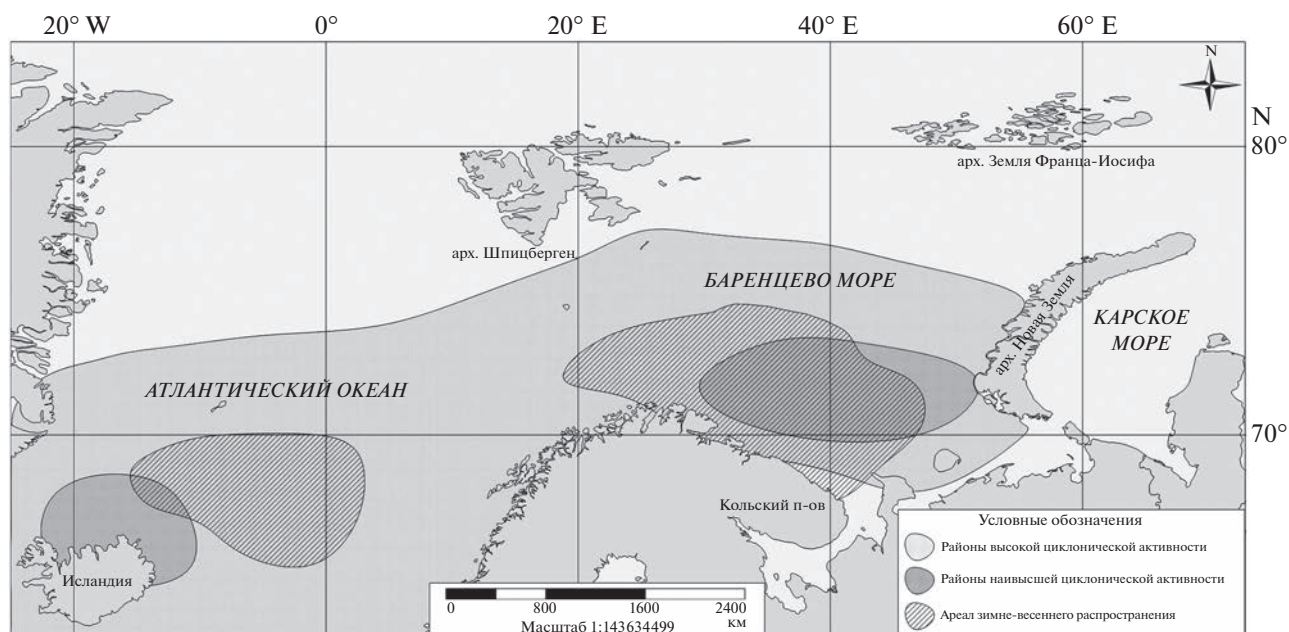 20° W
0°
20° E
40° E
60° E
N
N
80°
арх. Земля Франца-Иосифа
арх. Шпицберген
БАРЕНЦЕВО МОРЕ
арх. Новая Земля
КАРСКОЕ
МОРЕ
АТЛАНТИЧЕСКИЙ ОКЕАН
70°
Кольский п-ов
Исландия
Условные обозначения
Районы высокой циклонической активности
Районы наивысшей циклонической активности
Ареал зимне-весеннего распространия
0 800 1600 2400
км
Масштаб 1:143634499